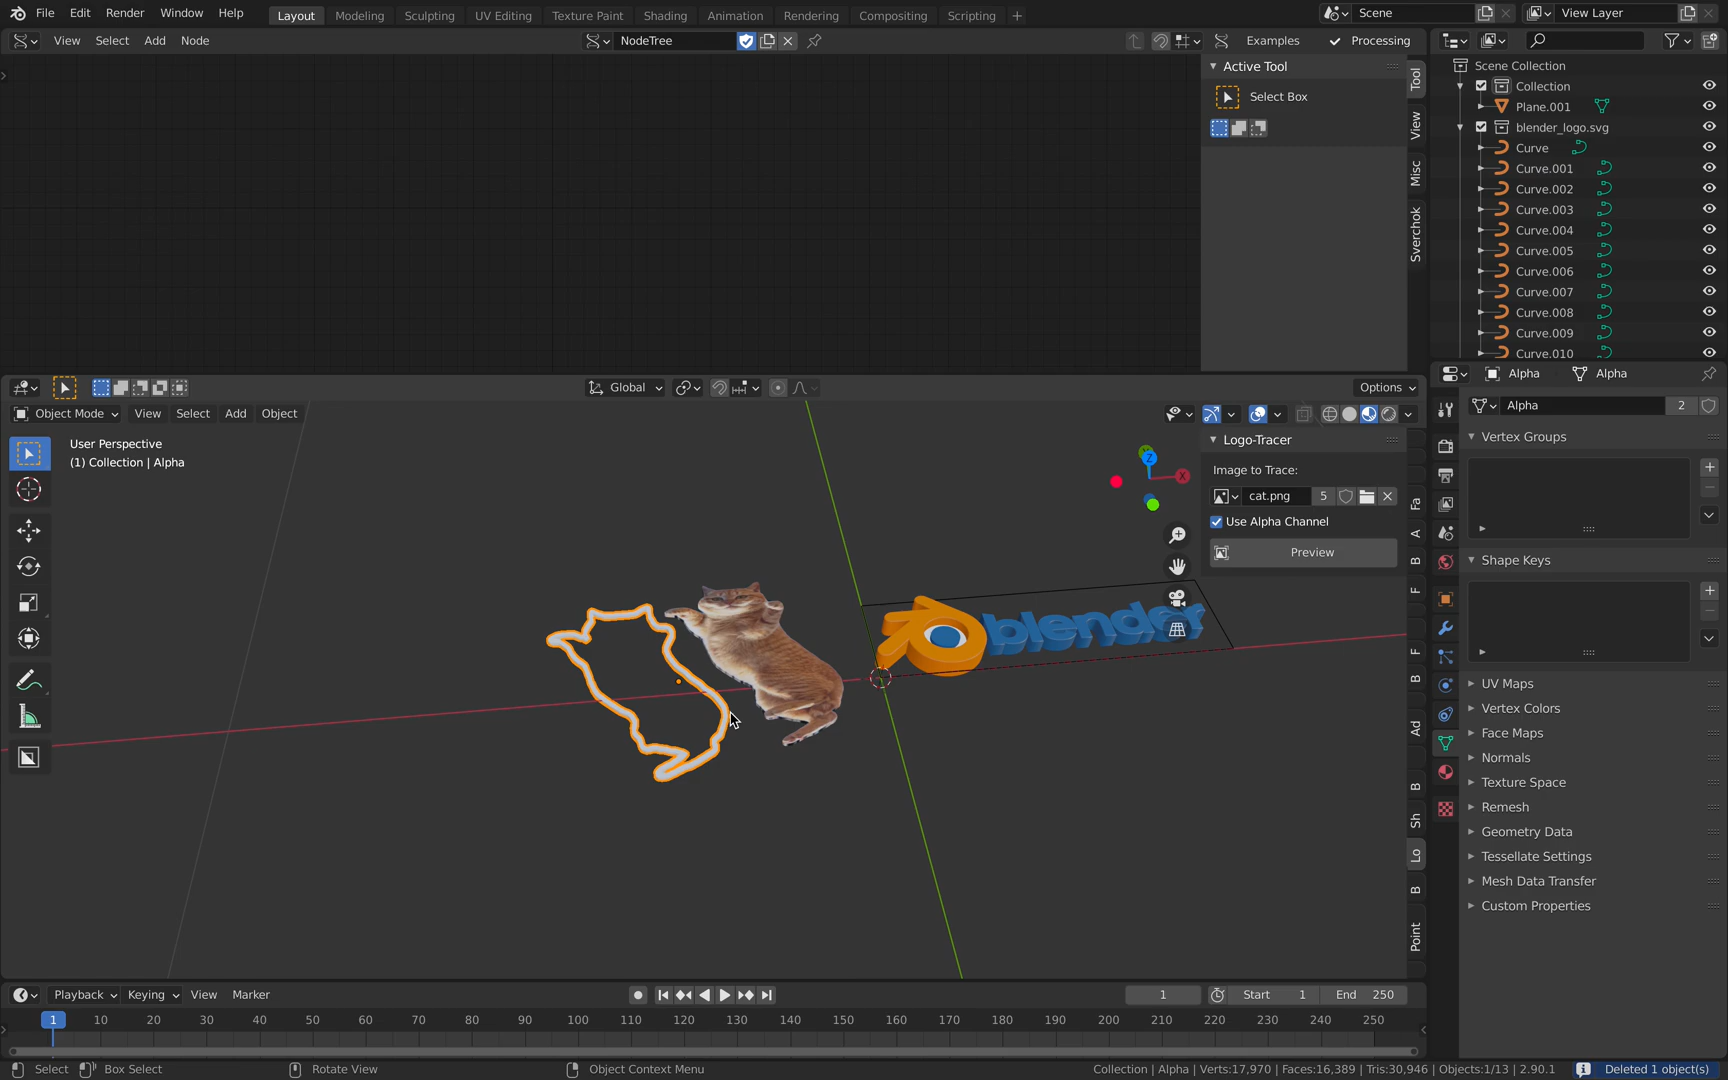 File Edit Render Window Help Layout Modeling Sculpting UV Editing Texture Paint Shading Animation Rendering Compositing Scripting + Scene View Layer
View Select Add Node NodeTree Examples Processing
Active Tool
Select Box
Tool
View
Misc
Sverchok
Scene Collection
Collection
Plane.001
blender_logo.svg
Curve
Curve.001
Curve.002
Curve.003
Curve.004
Curve.005
Curve.006
Curve.007
Curve.008
Curve.009
Curve.010
Global Options
Object Mode View Select Add Object
User Perspective
(1) Collection | Alpha
Z
X
Logo-Tracer
Image to Trace:
cat.png 5
Use Alpha Channel
Preview
Fa
A
B
F
F
B
Ad
B
Sh
Lo
B
Point
blender
Alpha Alpha
Alpha 2
Vertex Groups
Shape Keys
UV Maps
Vertex Colors
Face Maps
Normals
Texture Space
Remesh
Geometry Data
Tessellate Settings
Mesh Data Transfer
Custom Properties
Playback Keying View Marker 1 Start 1 End 250
1 10 20 30 40 50 60 70 80 90 100 110 120 130 140 150 160 170 180 190 200 210 220 230 240 250
Select Box Select Rotate View Object Context Menu Collection | Alpha | Verts:17,970 | Faces:16,389 | Tris:30,946 | Objects:1/13 | 2.90.1 Deleted 1 object(s)